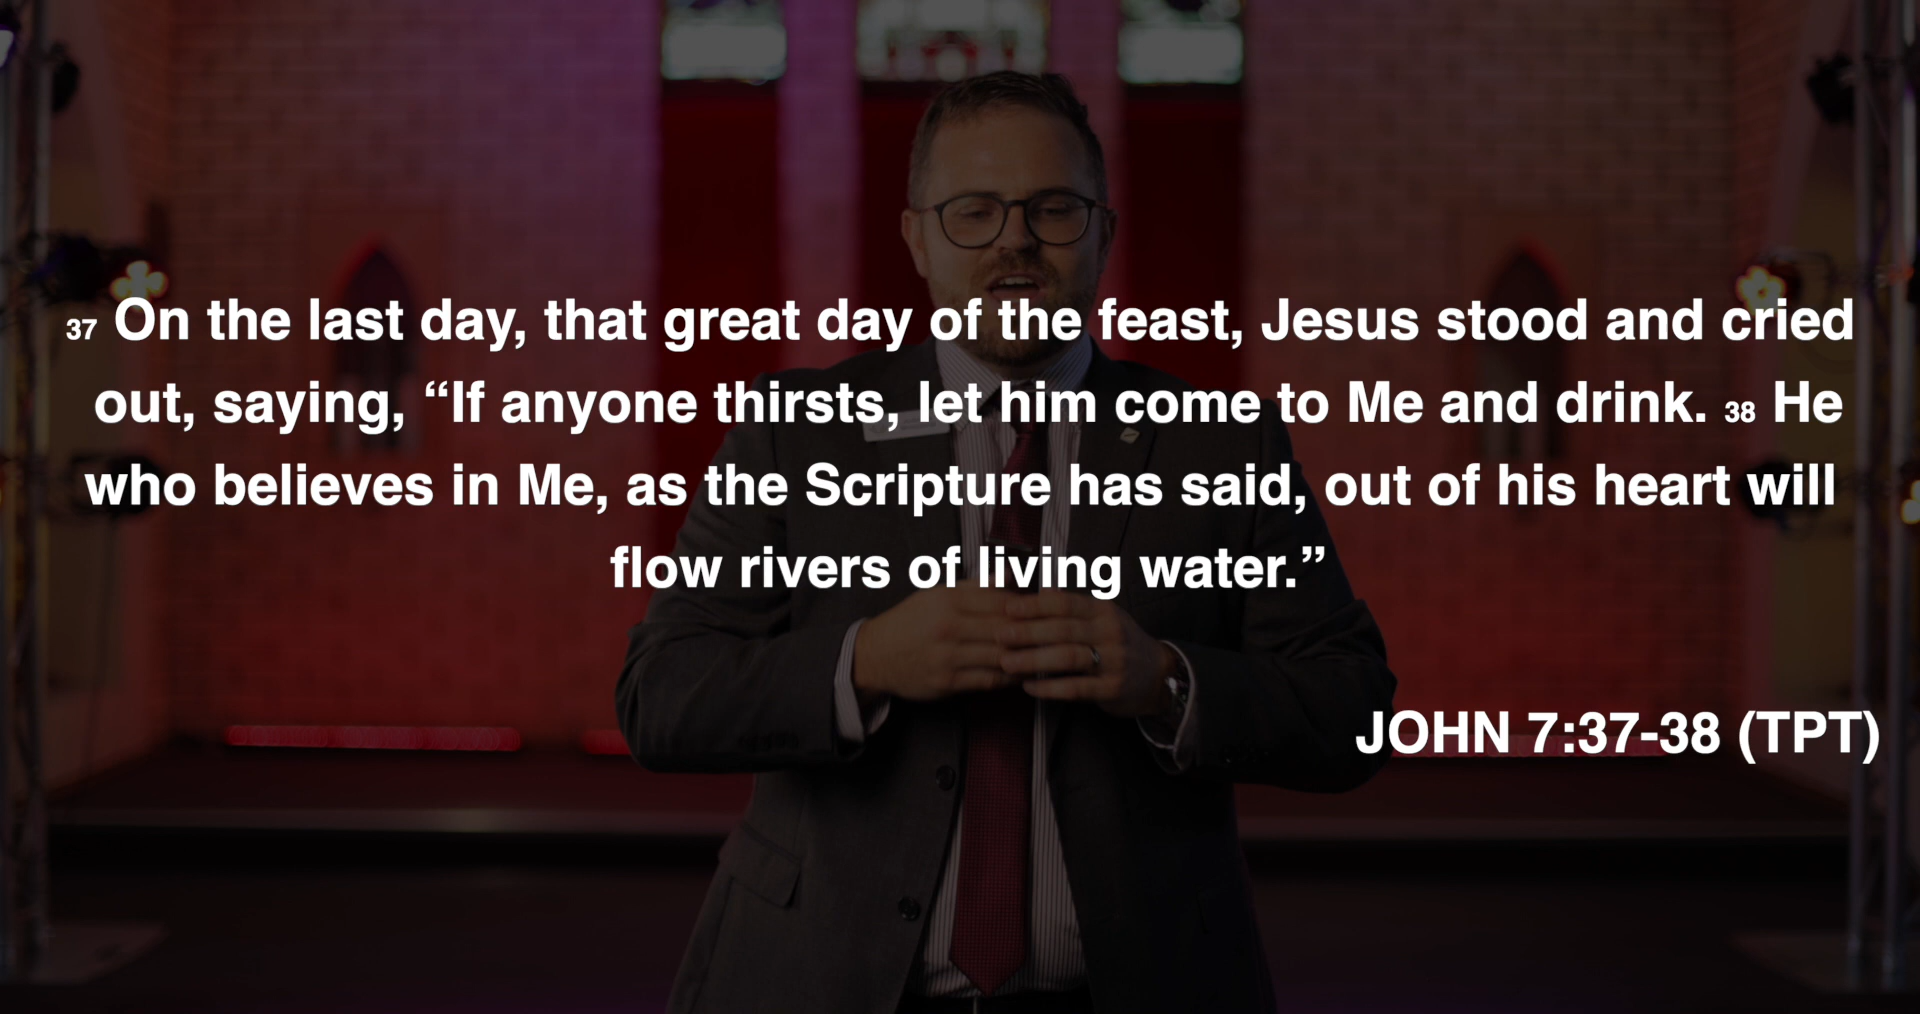 37 On the last day, that great day of the feast, Jesus stood and cried
out, saying, “If anyone thirsts, let him come to Me and drink. 38 He
who believes in Me, as the Scripture has said, out of his heart will
flow rivers of living water.”
JOHN 7:37-38 (TPT)